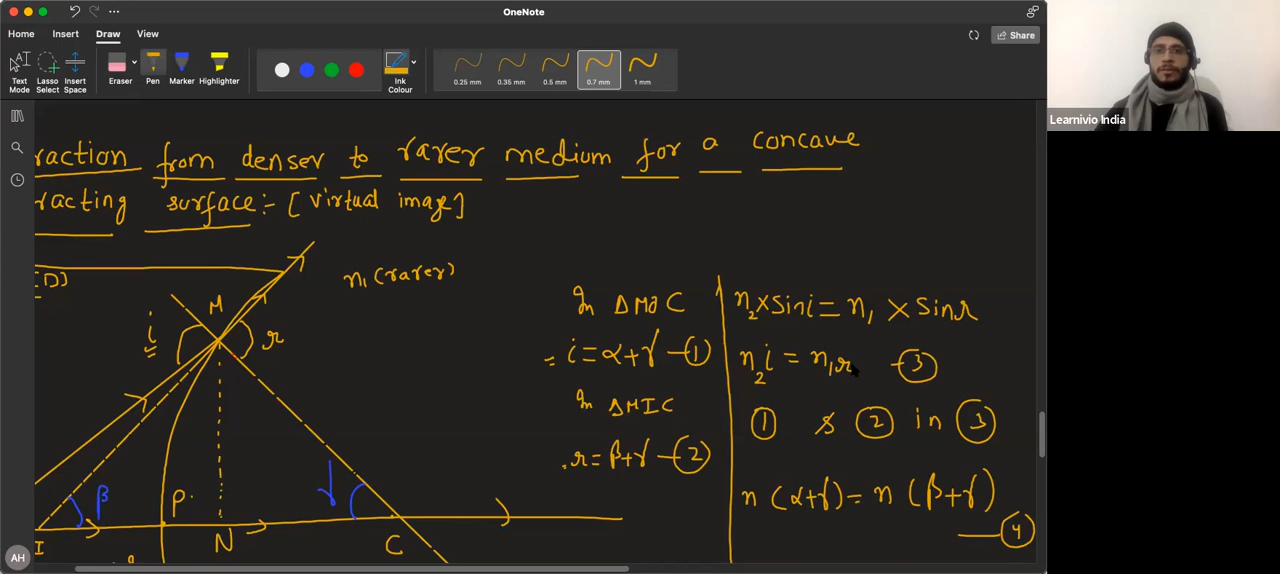 OneNote
Home Insert Draw View
Share
Text Mode
Lasso Select
Insert Space
Eraser
Pen
Marker
Highlighter
Ink Colour
0.25 mm
0.35 mm
0.5 mm
0.7 mm
1 mm
Learnivio India
raction from denser to rarer medium for a concave
racting surface:- [virtual image]
[D]
n₁ (rarer)
M
i
r
β
γ
P
I
N
C
In ΔMOC
i = α+γ —①
In ΔMIC
r = β+γ —②
n₂ × sin i = n₁ × sin r
n₂i = n₁r —③
① & ② in ③
n (α+γ) = n (β+γ)
—④
AH